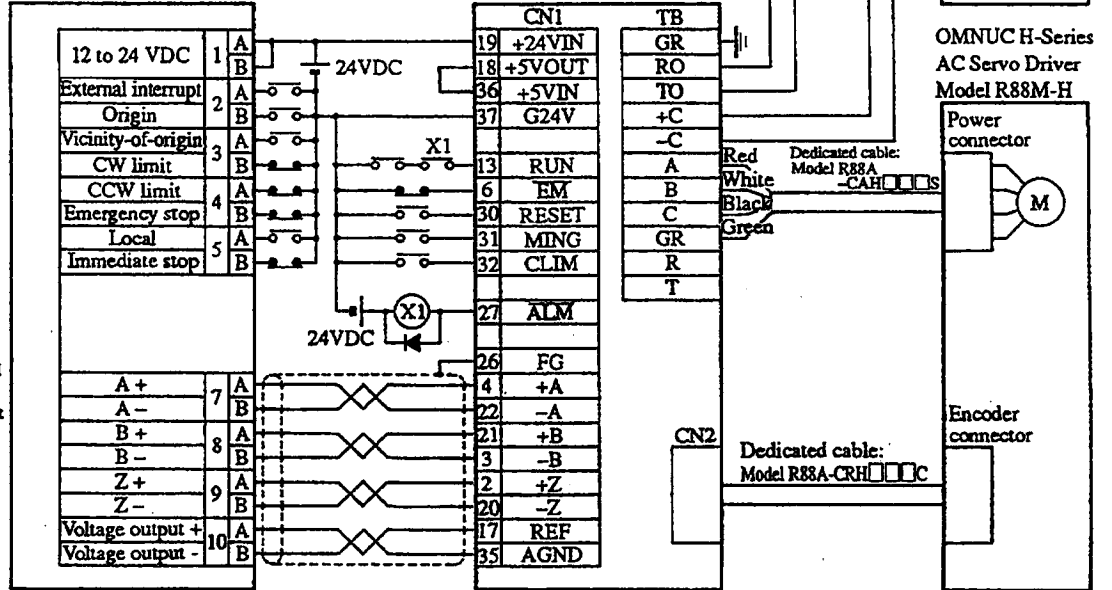 12 to 24 VDC 1 A B
External interrupt 2 A
Origin B
Vicinity-of-origin 3 A
CW limit B
CCW limit 4 A
Emergency stop B
Local 5 A
Immediate stop B
A + 7 A
A − B
B + 8 A
B − B
Z + 9 A
Z − B
Voltage output + 10 A
Voltage output - B
24VDC
X1
X1
24VDC
CN1
19 +24VIN
18 +5VOUT
36 +5VIN
37 G24V
13 RUN
6 EM
30 RESET
31 MING
32 CLIM
27 ALM
26 FG
4 +A
22 −A
21 +B
3 −B
2 +Z
20 −Z
17 REF
35 AGND
TB
GR
RO
TO
+C
−C
A
B
C
GR
R
T
Red
White
Black
Green
Dedicated cable:
Model R88A
-CAH□□□S
CN2
Dedicated cable:
Model R88A-CRH□□□C
OMNUC H-Series
AC Servo Driver
Model R88M-H
Power
connector
M
Encoder
connector